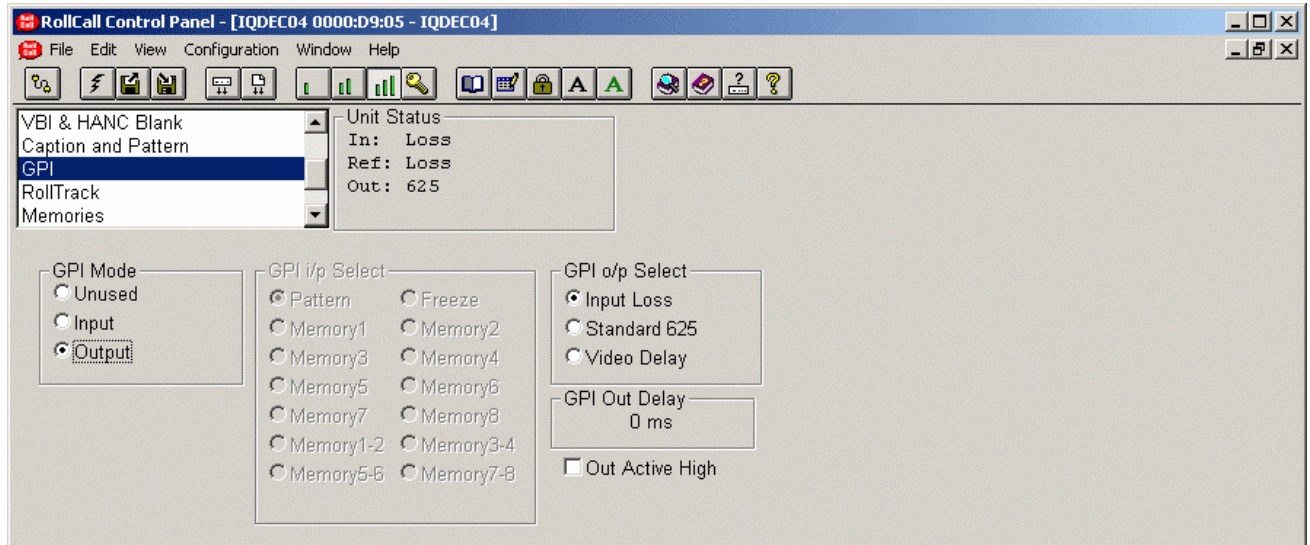 RollCall Control Panel - [IQDEC04 0000:D9:05 - IQDEC04]
File Edit View Configuration Window Help
A A
VBI & HANC Blank
Caption and Pattern
GPI
RollTrack
Memories
Unit Status
In: Loss
Ref: Loss
Out: 625
GPI Mode
Unused
Input
Output
GPI i/p Select
Pattern Freeze
Memory1 Memory2
Memory3 Memory4
Memory5 Memory6
Memory7 Memory8
Memory1-2 Memory3-4
Memory5-6 Memory7-8
GPI o/p Select
Input Loss
Standard 625
Video Delay
GPI Out Delay
0 ms
Out Active High